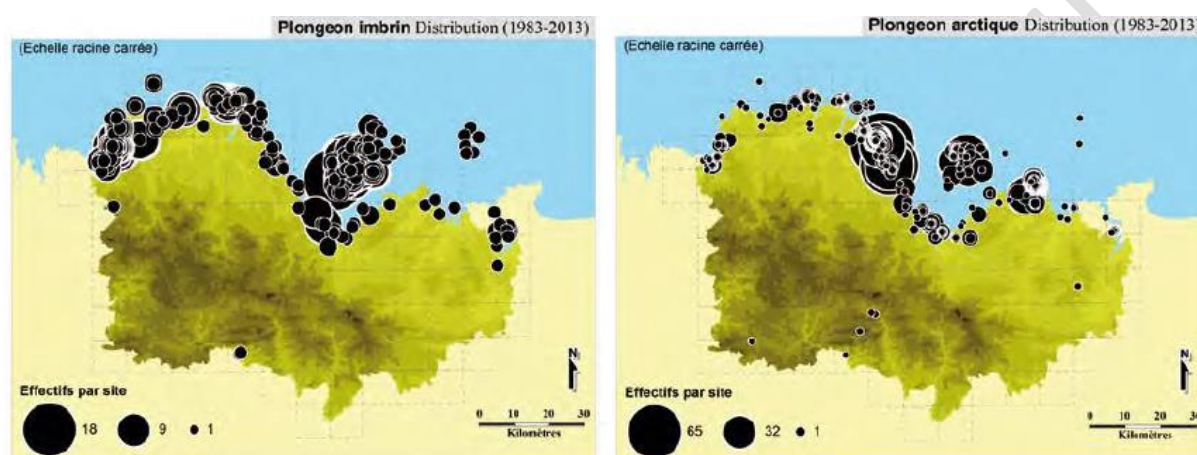 Plongeon imbrin Distribution (1983-2013)
(Echelle racine carrée)
Effectifs par site
18 9 1
N
0 10 20 30
Kilomètres
Plongeon arctique Distribution (1983-2013)
(Echelle racine carrée)
Effectifs par site
65 32 1
N
0 10 20 30
Kilomètres